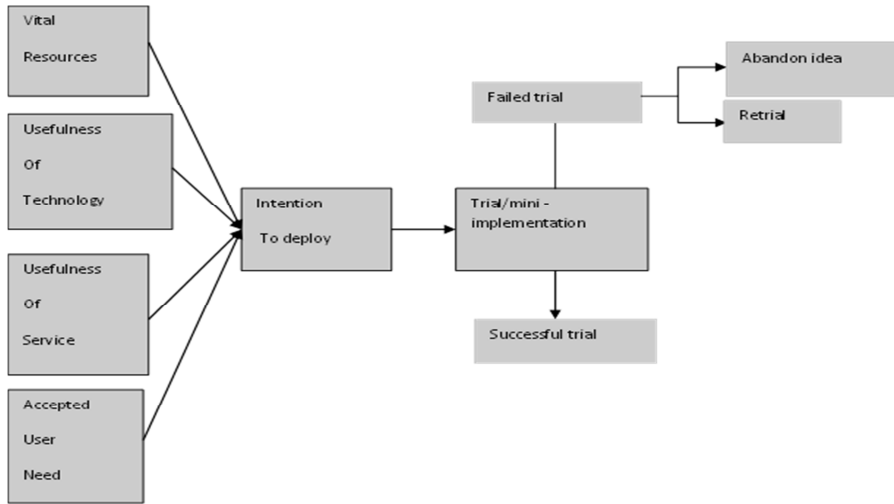 Vital
Resources
Usefulness
Of
Technology
Usefulness
Of
Service
Accepted
User
Need
Intention
To deploy
Trial/mini -
implementation
Failed trial
Abandon idea
Retrial
Successful trial